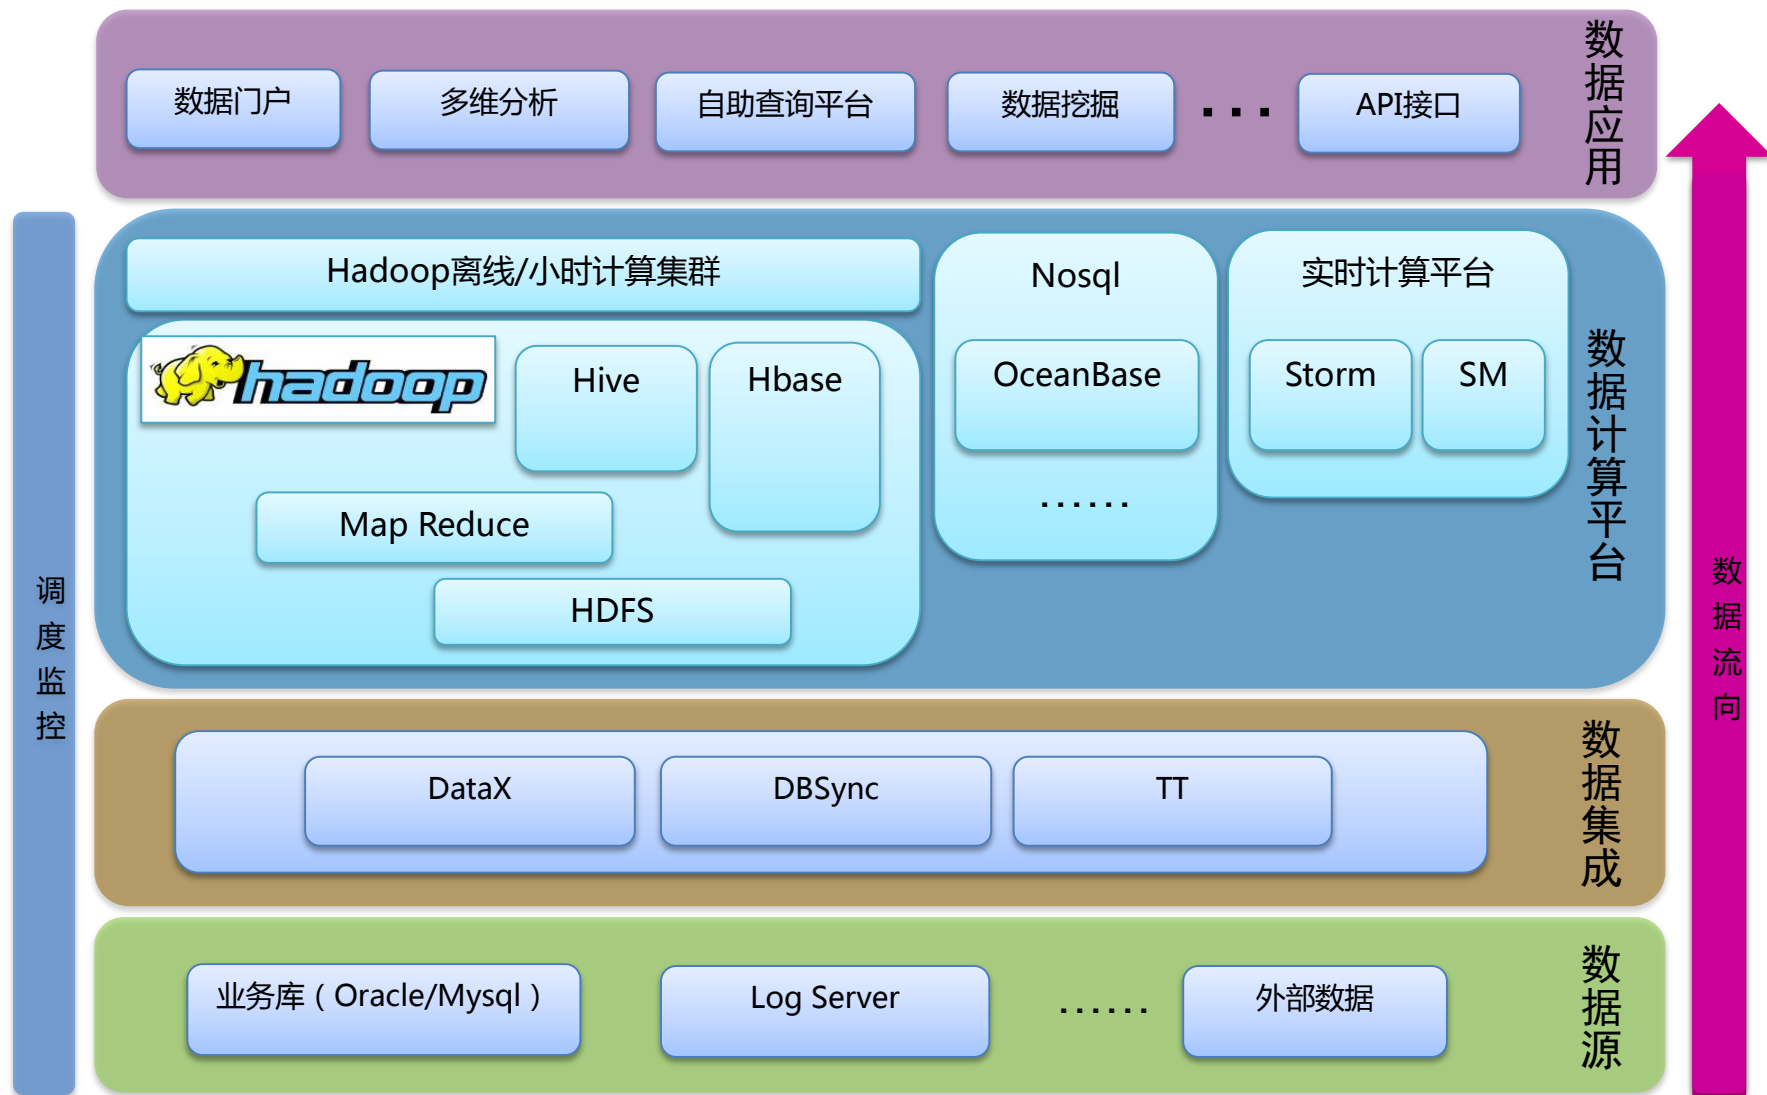 数据门户
多维分析
自助查询平台
数据挖掘
...
API接口
数据应用
Hadoop离线/小时计算集群
hadoop
Hive
Hbase
Map Reduce
HDFS
Nosql
OceanBase
......
实时计算平台
Storm
SM
数据计算平台
DataX
DBSync
TT
数据集成
业务库（Oracle/Mysql）
Log Server
......
外部数据
数据源
调度监控
数据流向